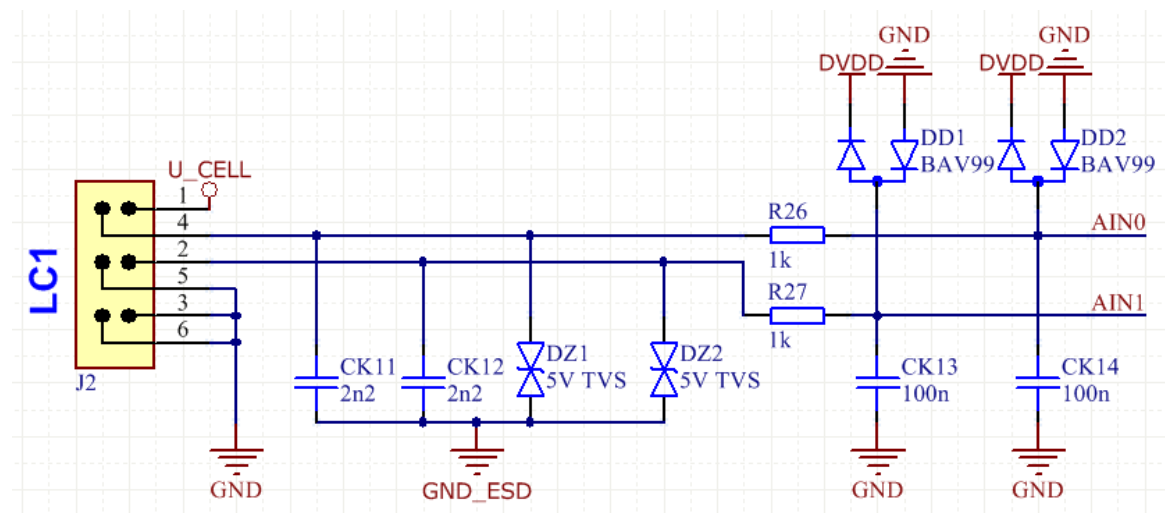 GND
GND
DVDD
DVDD
DD1
BAV99
DD2
BAV99
U_CELL
1
4
2
5
3
6
LC1
J2
R26
1k
AIN0
R27
1k
AIN1
CK11
2n2
CK12
2n2
DZ1
5V TVS
DZ2
5V TVS
CK13
100n
CK14
100n
GND
GND_ESD
GND
GND